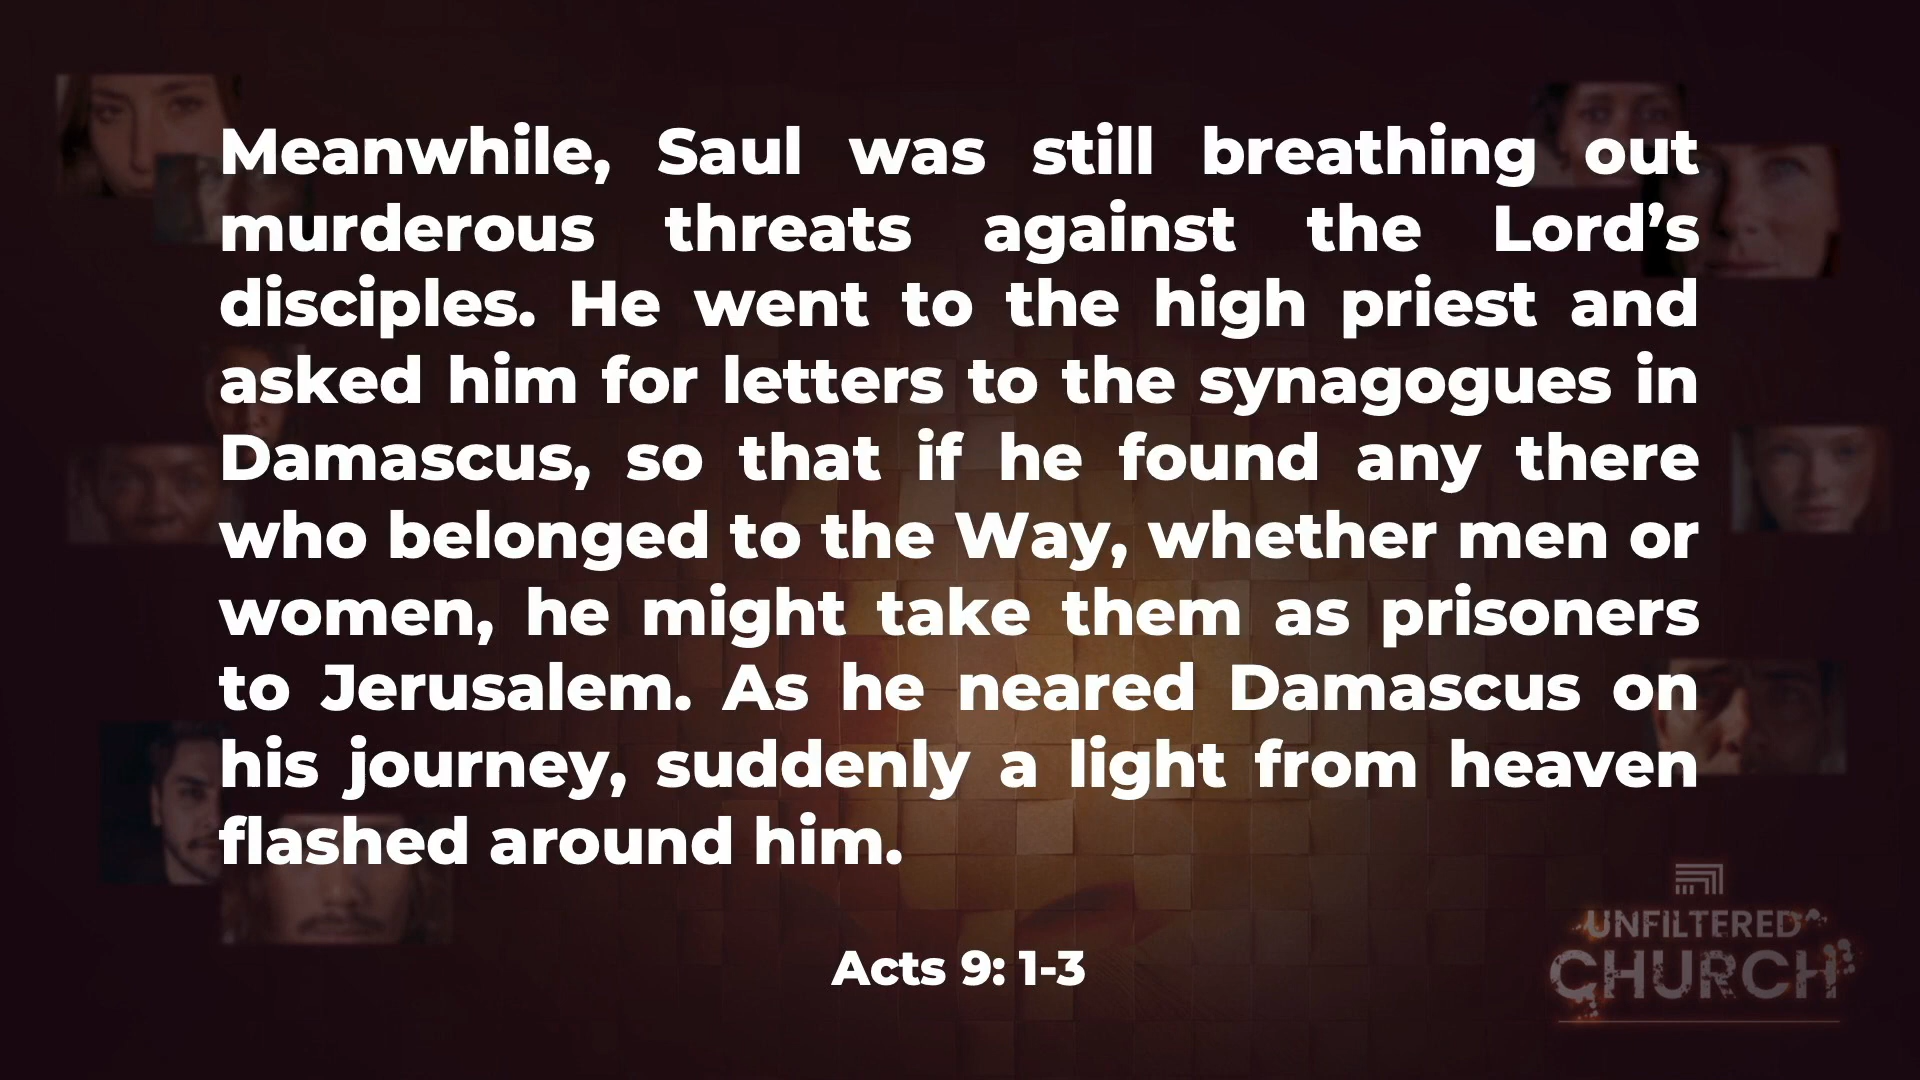 Meanwhile, Saul was still breathing out
murderous threats against the Lord’s
disciples. He went to the high priest and
asked him for letters to the synagogues in
Damascus, so that if he found any there
who belonged to the Way, whether men or
women, he might take them as prisoners
to Jerusalem. As he neared Damascus on
his journey, suddenly a light from heaven
flashed around him.
Acts 9: 1-3
UNFILTERED
CHURCH